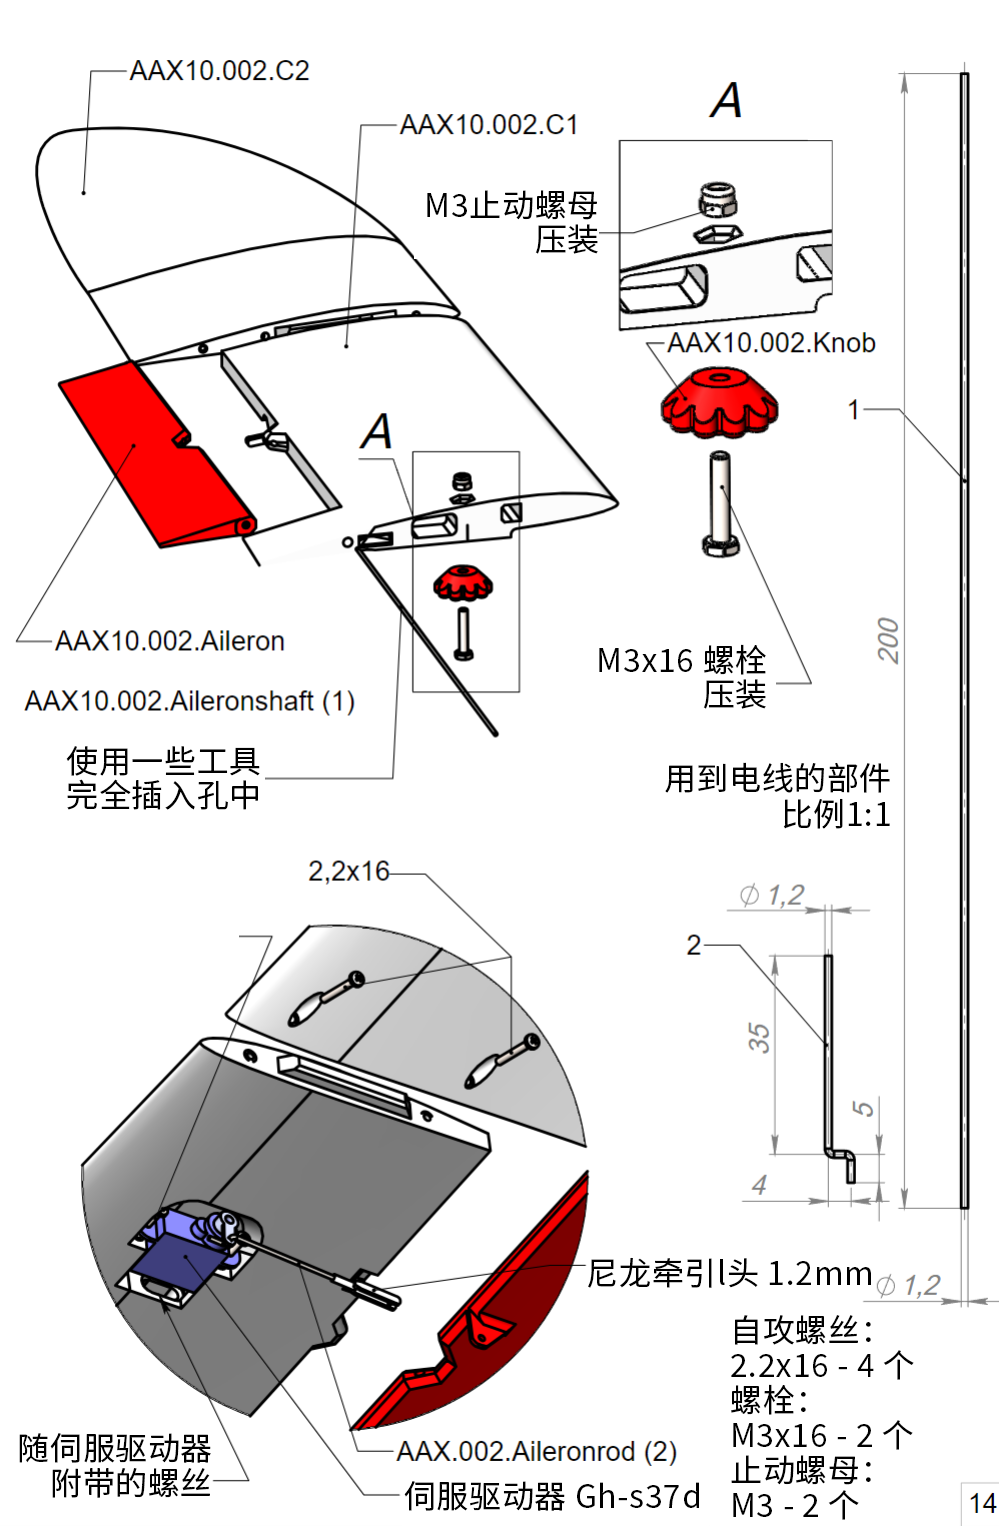 AAX10.002.C2
A
AAX10.002.C1
M3止动螺母
压装
AAX10.002.Knob
1
A
200
AAX10.002.Aileron
M3x16 螺栓
压装
AAX10.002.Aileronshaft (1)
使用一些工具
完全插入孔中
用到电线的部件
比例1:1
2,2x16
∅ 1,2
2
35
5
4
尼龙牵引l头 1.2mm
∅ 1,2
自攻螺丝:
2.2x16 - 4 个
螺栓:
M3x16 - 2 个
止动螺母:
M3 - 2 个
随伺服驱动器
附带的螺丝
AAX.002.Aileronrod (2)
伺服驱动器 Gh-s37d
14